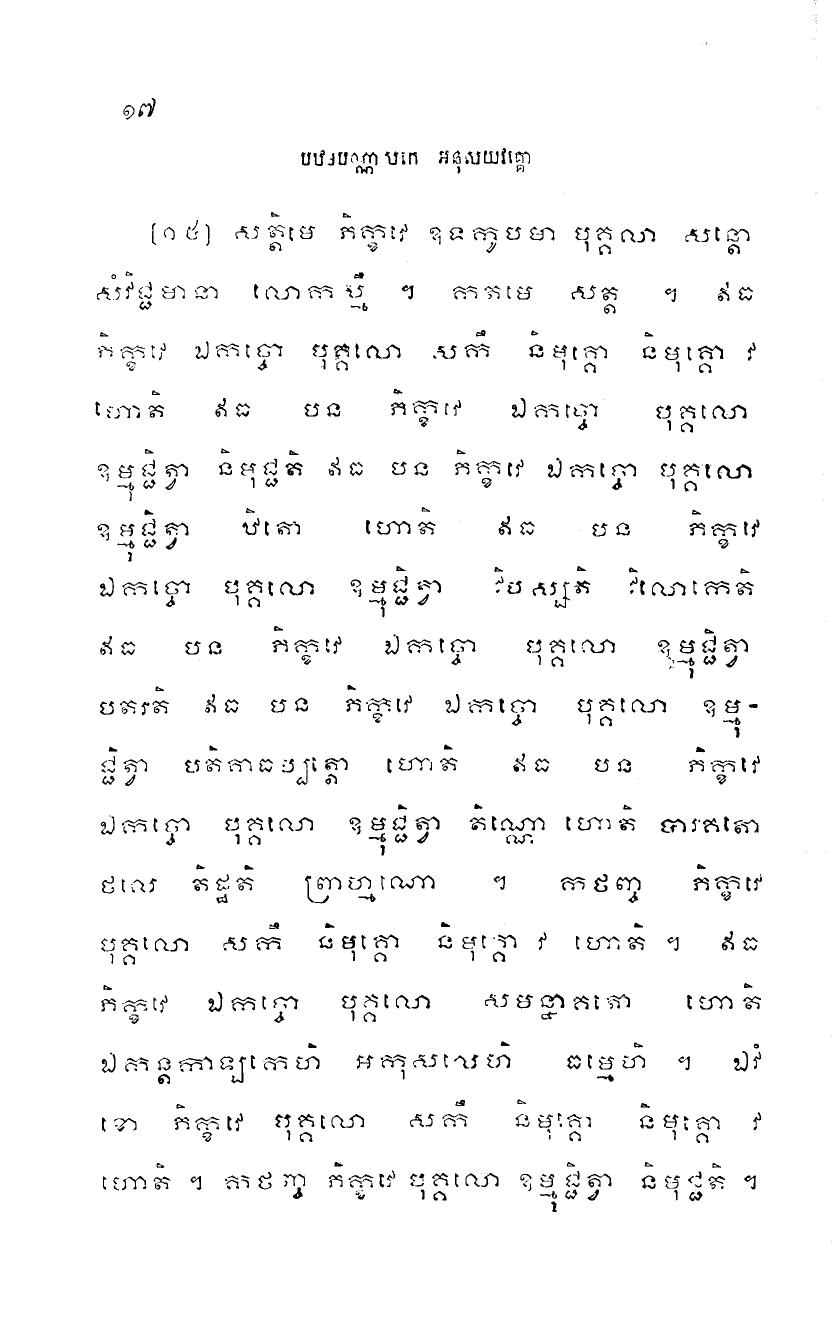 ១៧
បឋមបណ្ណាសកេ អនុសយវគ្គោ
[១៥] សត្តិមេ ភិក្ខវេ ឧទកូបមា បុគ្គលា សន្តោ
សំវិជ្ជមានា លោកស្មឹ ។ កតមេ សត្ត ។ ឥធ
ភិក្ខវេ ឯកច្ចោ បុគ្គលោ សកឹ និមុគ្គោ និមុគ្គោ វ
ហោតិ ឥធ បន ភិក្ខវេ ឯកច្ចោ បុគ្គលោ
ឧម្មុជ្ជិត្វា និមុជ្ជតិ ឥធ បន ភិក្ខវេ ឯកច្ចោ បុគ្គលោ
ឧម្មុជ្ជិត្វា ឋិតោ ហោតិ ឥធ បន ភិក្ខវេ
ឯកច្ចោ បុគ្គលោ ឧម្មុជ្ជិត្វា វិបស្សតិ វិលោកេតិ
ឥធ បន ភិក្ខវេ ឯកច្ចោ បុគ្គលោ ឧម្មុជ្ជិត្វា
បតរតិ ឥធ បន ភិក្ខវេ ឯកច្ចោ បុគ្គលោ ឧម្មុ-
ជ្ជិត្វា បតិគាធប្បត្តោ ហោតិ ឥធ បន ភិក្ខវេ
ឯកច្ចោ បុគ្គលោ ឧម្មុជ្ជិត្វា តិណ្ណោ ហោតិ បារគតោ
ថលេ តិដ្ឋតិ ព្រាហ្មណោ ។ កថញ្ច ភិក្ខវេ
បុគ្គលោ សកឹ និមុគ្គោ និមុគ្គោ វ ហោតិ ។ ឥធ
ភិក្ខវេ ឯកច្ចោ បុគ្គលោ សមន្នាគតោ ហោតិ
ឯកន្តកាឡកេហិ អកុសលេហិ ធម្មេហិ ។ ឯវំ
ខោ ភិក្ខវេ បុគ្គលោ សកឹ និមុគ្គោ និមុគ្គោ វ
ហោតិ ។ កថញ្ច ភិក្ខវេ បុគ្គលោ ឧម្មុជ្ជិត្វា និមុជ្ជតិ ។